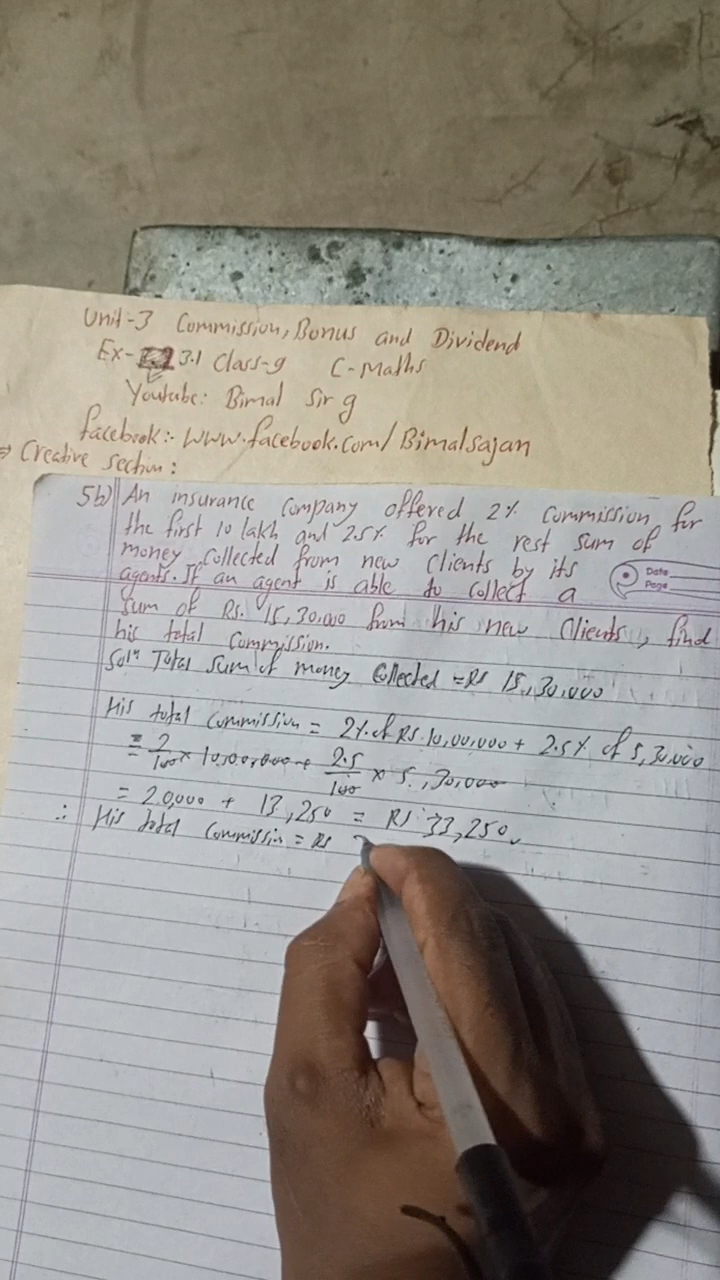 Unit-3 Commission, Bonus and Dividend
Ex- 3.1 Class-9 C-Maths
Youtube: Bimal Sir g
facebook:- www.facebook.com/Bimalsajan
⇒ Creative section:
5b) An insurance Company offered 2% Commission for
the first 10 lakh and 2.5% for the rest sum of
money collected from new clients by its
Date
Page
agents. If an agent is able to collect a
sum of Rs. 15,30,000 from his new clients, find
his total Commission.
Solⁿ Total sum of money Collected = Rs 15,30,000
His total Commission = 2% of Rs. 10,00,000 + 2.5% of 5,30,000
= 2/100 × 10,00,000 + 2.5/100 × 5,30,000
= 20,000 + 13,250 = Rs 33,250
∴ His total Commission = Rs